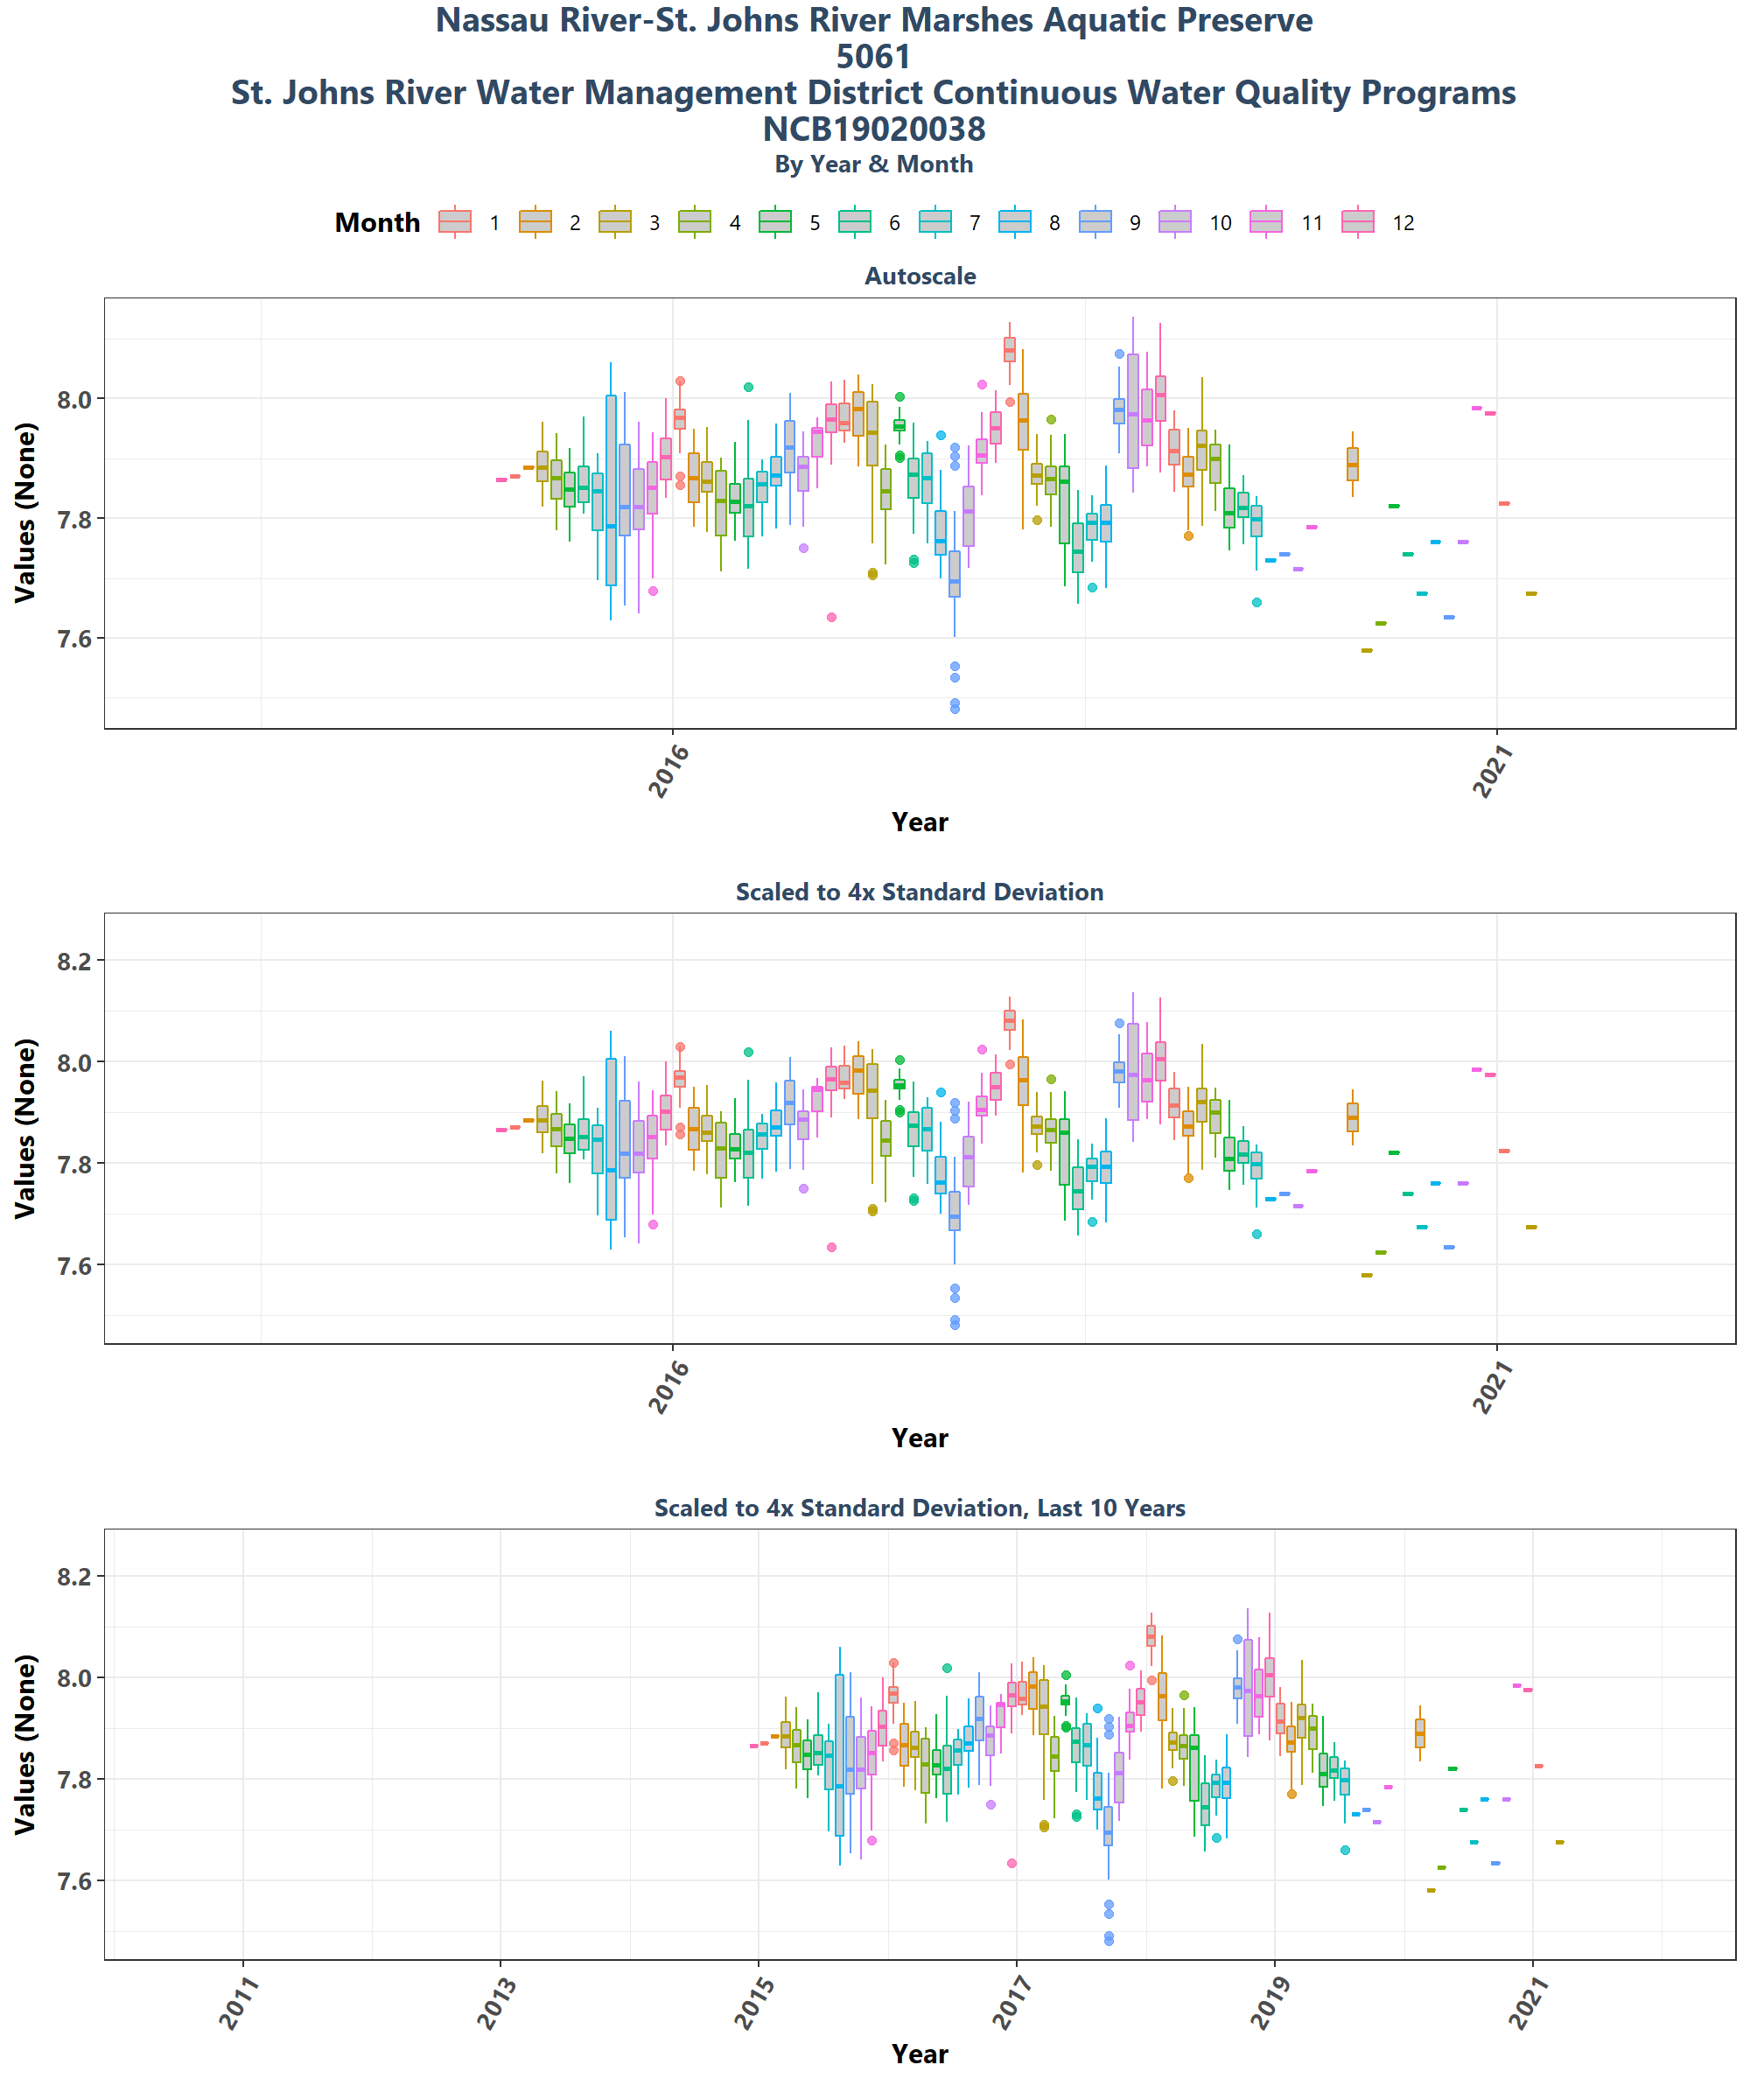 Nassau River-St. Johns River Marshes Aquatic Preserve
5061
St. Johns River Water Management District Continuous Water Quality Programs
NCB19020038
By Year & Month
Month 1 2 3 4 5 6 7 8 9 10 11 12
Autoscale
Values (None)
8.0
7.8
7.6
2016 2021
Year
Scaled to 4x Standard Deviation
Values (None)
8.2
8.0
7.8
7.6
2016 2021
Year
Scaled to 4x Standard Deviation, Last 10 Years
Values (None)
8.2
8.0
7.8
7.6
2011 2013 2015 2017 2019 2021
Year